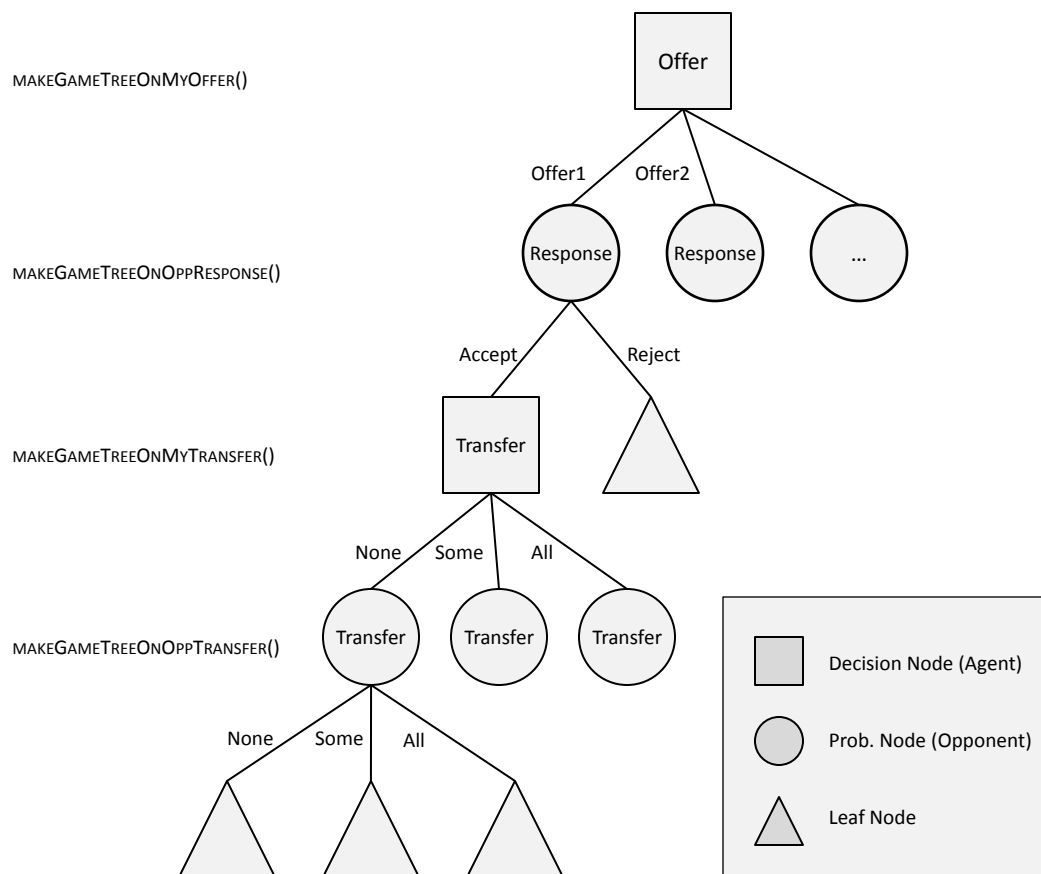 Offer
MAKEGAMETREEONMYOFFER()
Offer1
Offer2
Response
Response
...
MAKEGAMETREEONOPPRESPONSE()
Accept
Reject
Transfer
MAKEGAMETREEONMYTRANSFER()
None
Some
All
Transfer
Transfer
Transfer
MAKEGAMETREEONOPPTRANSFER()
Decision Node (Agent)
None
Some
All
Prob. Node (Opponent)
Leaf Node